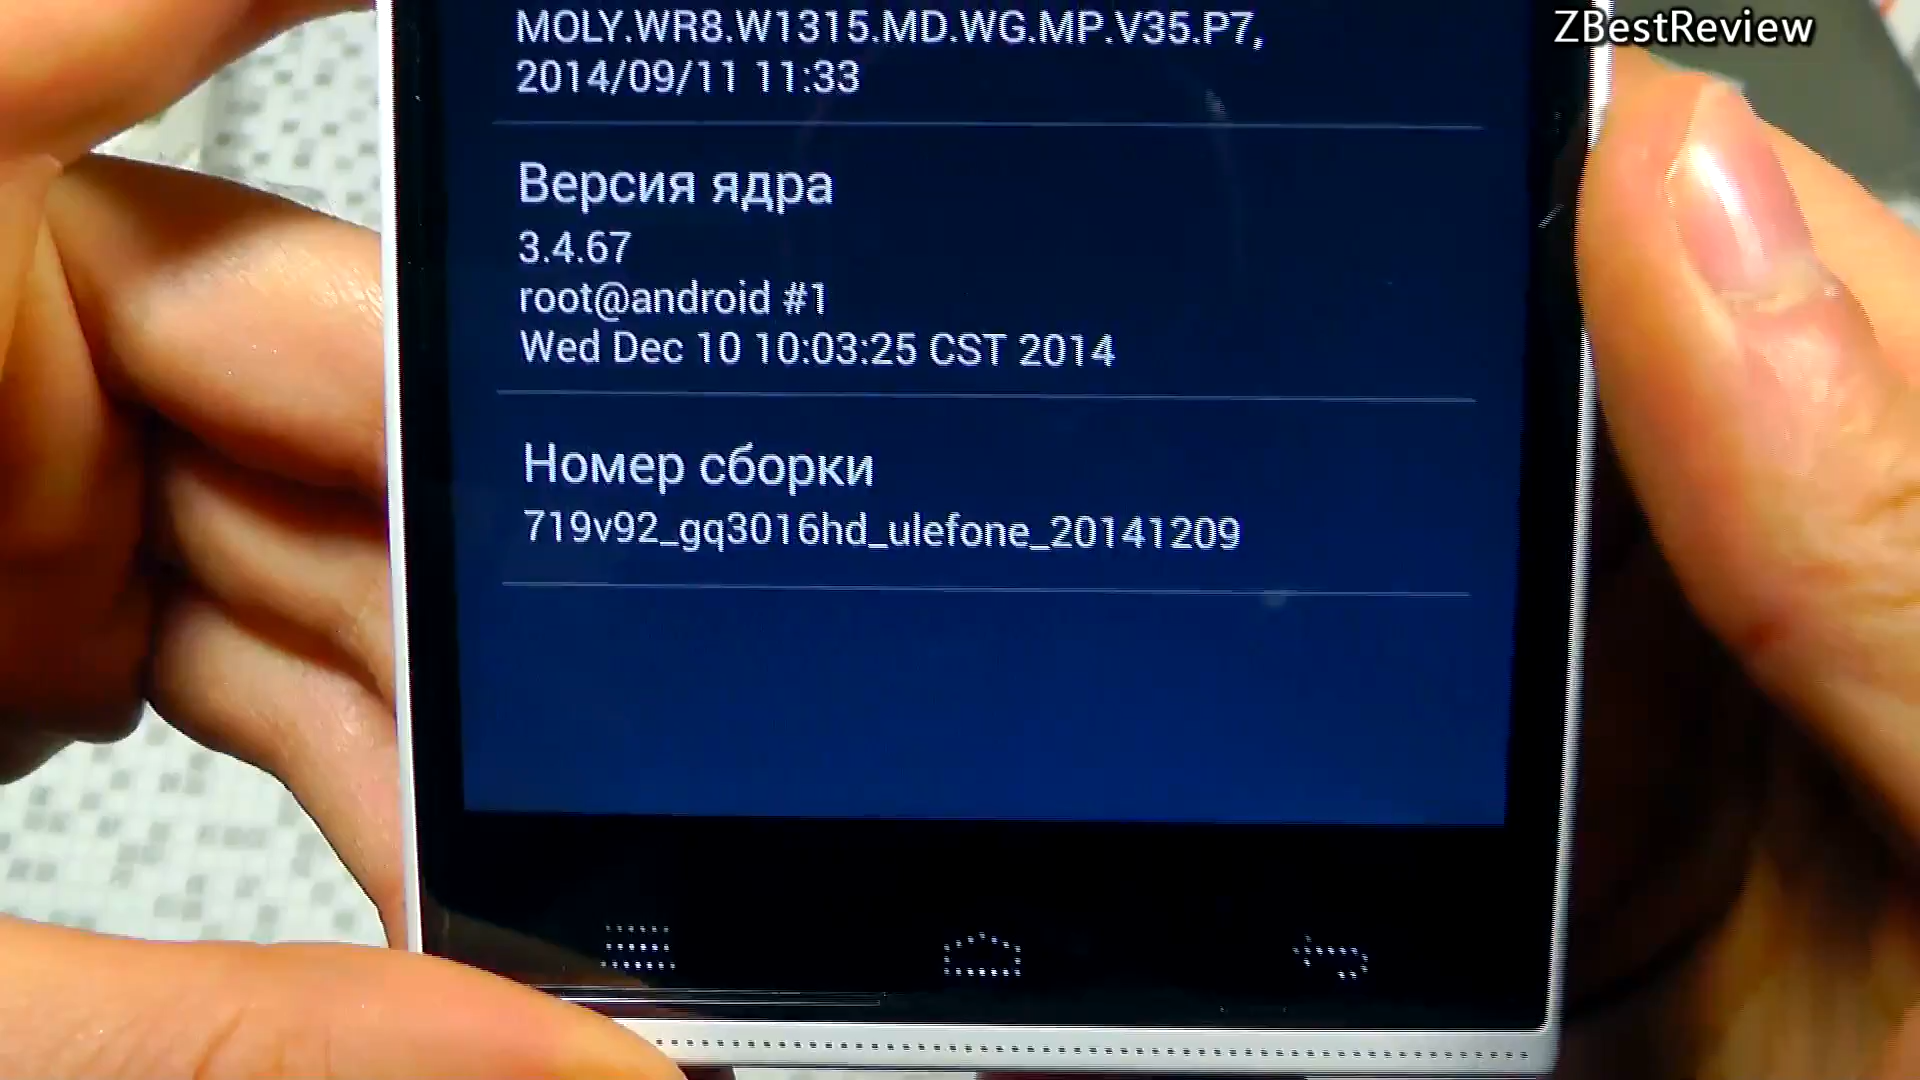 ZBestReview
MOLY.WR8.W1315.MD.WG.MP.V35.P7,
2014/09/11 11:33
Версия ядра
3.4.67
root@android #1
Wed Dec 10 10:03:25 CST 2014
Номер сборки
719v92_gq3016hd_ulefone_20141209